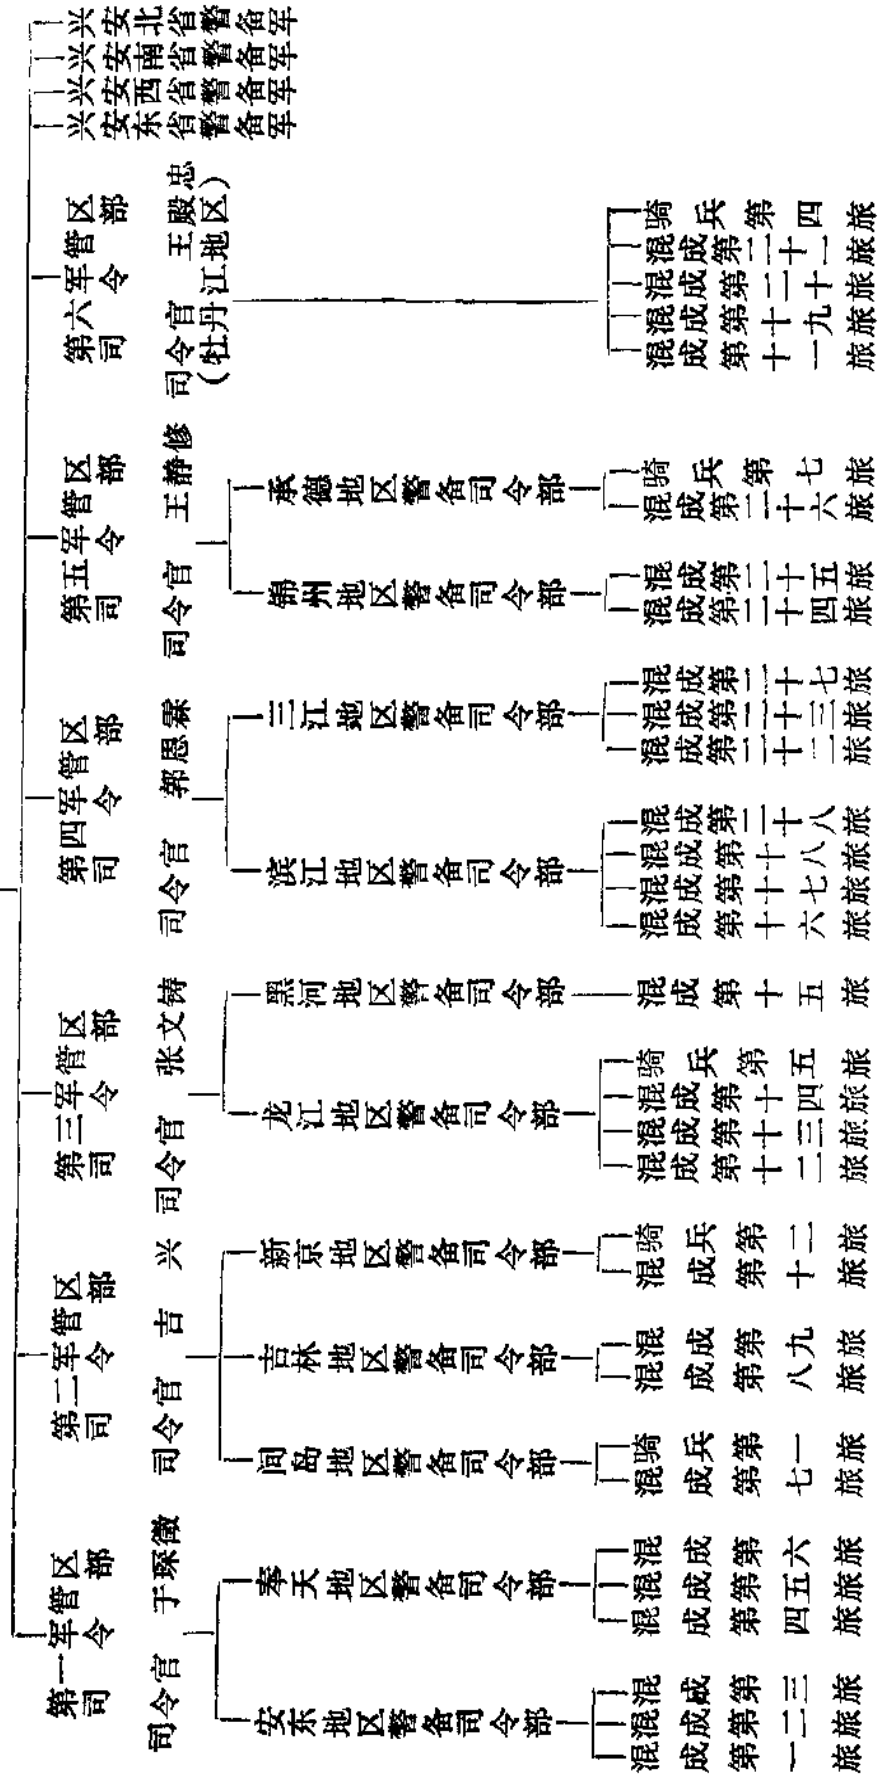 第一军管区
司令部
司令官 于琛徵
安东地区警备司令部
混成第一旅
混成第二旅
混成第三旅
奉天地区警备司令部
混成第四旅
混成第五旅
混成第六旅
第二军管区
司令部
司令官 吉兴
间岛地区警备司令部
混成第七旅
骑兵第一旅
吉林地区警备司令部
混成第八旅
混成第九旅
新京地区警备司令部
混成第十旅
骑兵第二旅
第三军管区
司令部
司令官 张文铸
龙江地区警备司令部
混成第十二旅
混成第十三旅
混成第十四旅
骑兵第五旅
黑河地区警备司令部
混成第十五旅
第四军管区
司令部
司令官 郭恩霖
滨江地区警备司令部
混成第十六旅
混成第十七旅
混成第十八旅
混成第二十八旅
三江地区警备司令部
混成第二十二旅
混成第二十三旅
混成第二十七旅
第五军管区
司令部
司令官 王静修
锦州地区警备司令部
混成第二十四旅
混成第二十五旅
承德地区警备司令部
混成第二十六旅
骑兵第七旅
第六军管区
司令部
司令官 王殿忠
(牡丹江地区)
混成第十一旅
混成第十九旅
混成第二十旅
混成第二十一旅
骑兵第四旅
兴安东省警备军
兴安西省警备军
兴安南省警备军
兴安北省警备军